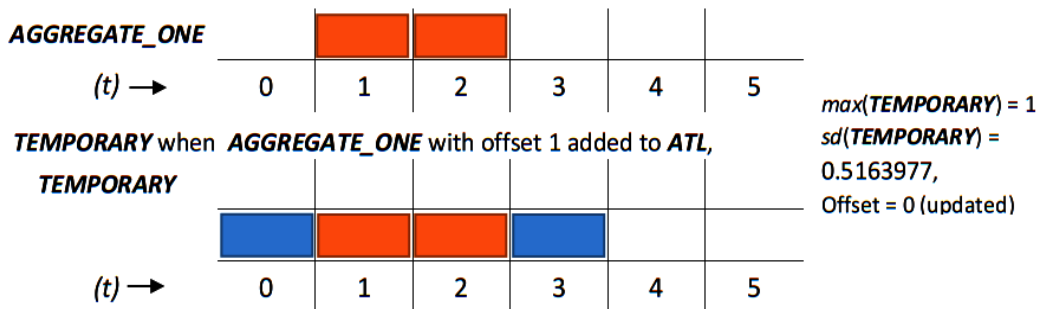 AGGREGATE_ONE
(t) → 0 1 2 3 4 5
TEMPORARY when AGGREGATE_ONE with offset 1 added to ATL,
TEMPORARY
(t) → 0 1 2 3 4 5
max(TEMPORARY) = 1
sd(TEMPORARY) =
0.5163977,
Offset = 0 (updated)